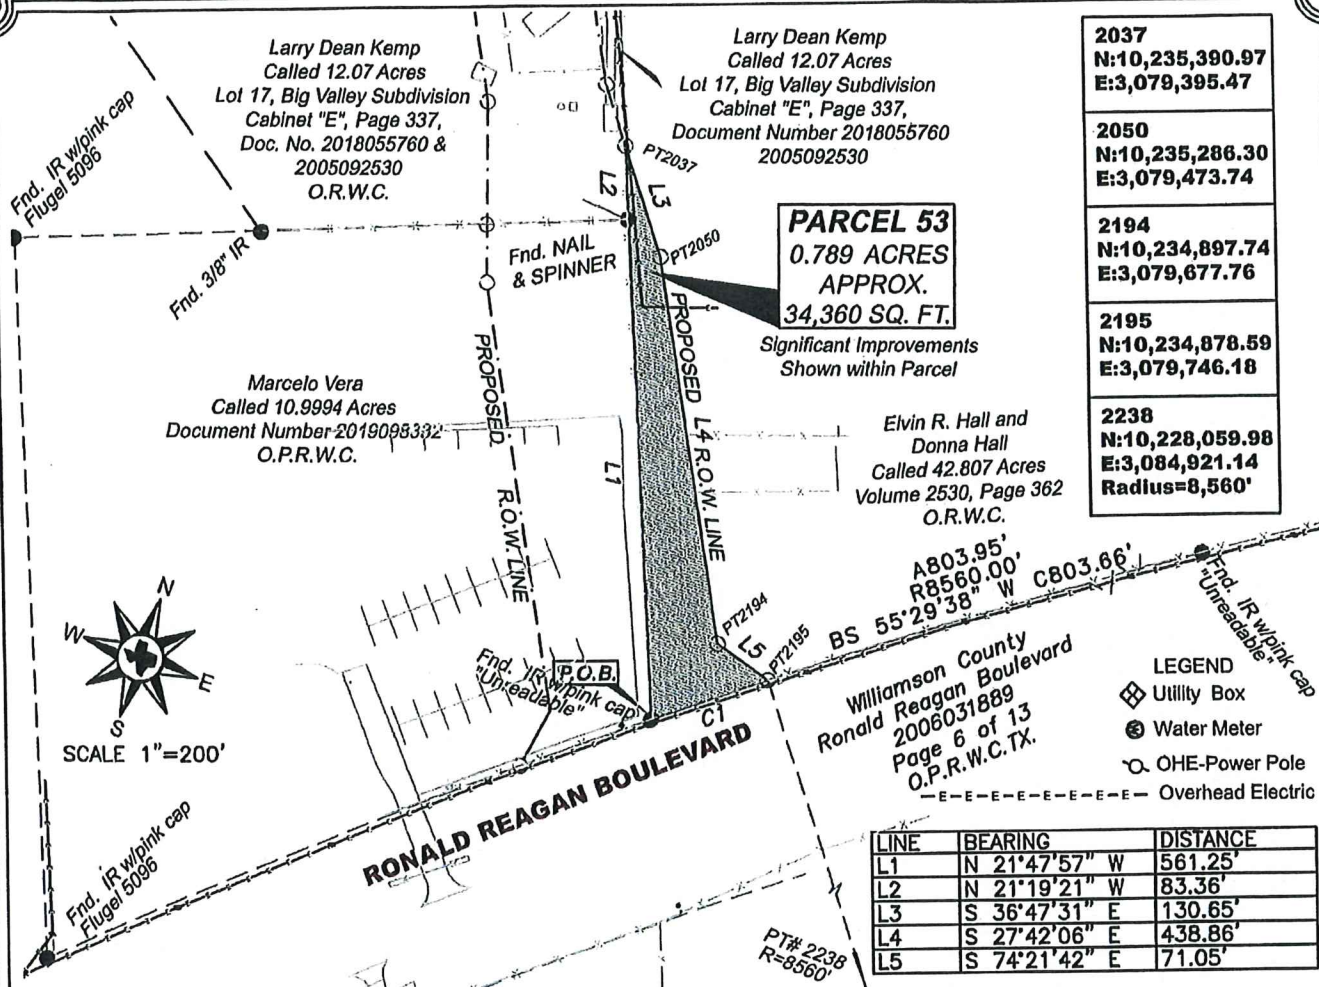 Larry Dean Kemp
Called 12.07 Acres
Lot 17, Big Valley Subdivision
Cabinet "E", Page 337,
Doc. No. 2018055760 &
2005092530
O.R.W.C.
Larry Dean Kemp
Called 12.07 Acres
Lot 17, Big Valley Subdivision
Cabinet "E", Page 337,
Document Number 2018055760
2005092530
2037
N:10,235,390.97
E:3,079,395.47
2050
N:10,235,286.30
E:3,079,473.74
2194
N:10,234,897.74
E:3,079,677.76
2195
N:10,234,878.59
E:3,079,746.18
2238
N:10,228,059.98
E:3,084,921.14
Radius=8,560'
Fnd. IR w/pink cap
Flugel 5096
Fnd. 3/8" IR
Fnd. NAIL
& SPINNER
L2
L3
PT2037
PT2050
PARCEL 53
0.789 ACRES
APPROX.
34,360 SQ. FT.
Significant Improvements
Shown within Parcel
PROPOSED R.O.W. LINE
PROPOSED L4 R.O.W. LINE
Marcelo Vera
Called 10.9994 Acres
Document Number 2019098332
O.P.R.W.C.
L1
Elvin R. Hall and
Donna Hall
Called 42.807 Acres
Volume 2530, Page 362
O.R.W.C.
A803.95'
R8560.00'
BS 55°29'38" W C803.66'
Fnd. IR w/pink cap
"Unreadable"
N
W
E
S
SCALE 1"=200'
Fnd. IR w/pink cap
"Unreadable"
P.O.B.
PT2194
L5
PT2195
C1
RONALD REAGAN BOULEVARD
Williamson County
Ronald Reagan Boulevard
2006031889
Page 6 of 13
O.P.R.W.C.TX.
LEGEND
Utility Box
Water Meter
OHE-Power Pole
-E-E-E-E-E-E-E- Overhead Electric
Fnd. IR w/pink cap
Flugel 5096
PT# 2238
R=8560'
LINE BEARING DISTANCE
L1 N 21°47'57" W 561.25'
L2 N 21°19'21" W 83.36'
L3 S 36°47'31" E 130.65'
L4 S 27°42'06" E 438.86'
L5 S 74°21'42" E 71.05'